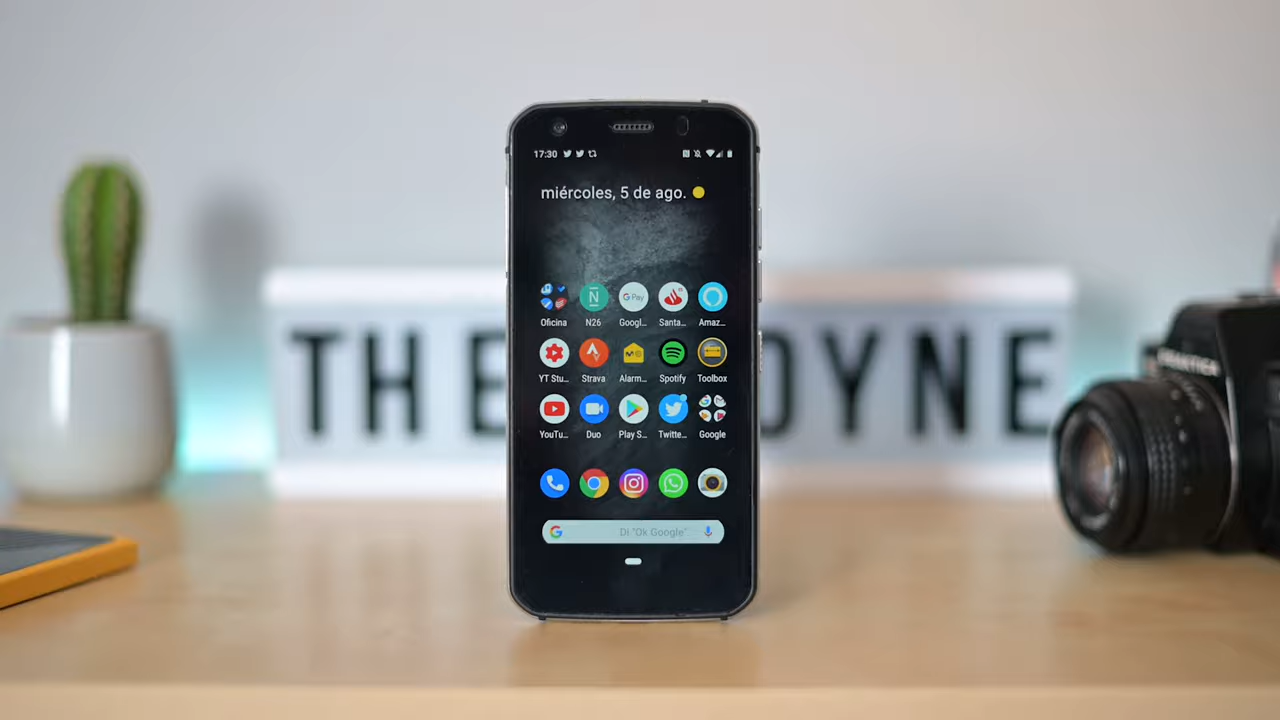 17:30
miércoles, 5 de ago.
Oficina N26 Googl... Santa... Amaz...
YT Stu... Strava Alarm... Spotify Toolbox
YouTu... Duo Play S... Twitte... Google
Di "Ok Google"
THE DYNE
PRAKTICA